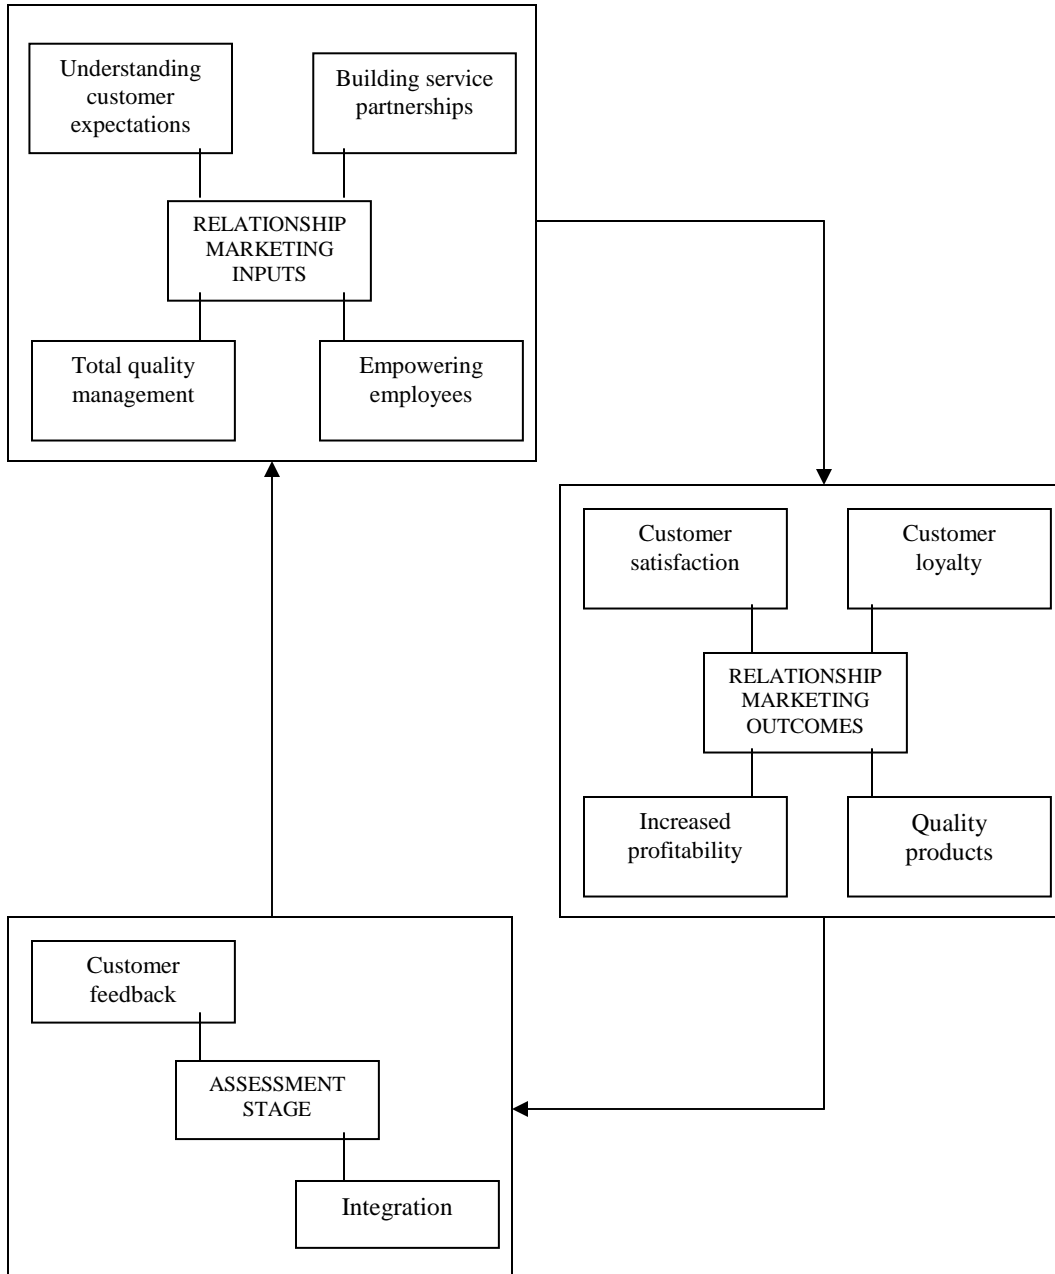 Understanding
customer
expectations
Building service
partnerships
RELATIONSHIP
MARKETING
INPUTS
Total quality
management
Empowering
employees
Customer
satisfaction
Customer
loyalty
RELATIONSHIP
MARKETING
OUTCOMES
Increased
profitability
Quality
products
Customer
feedback
ASSESSMENT
STAGE
Integration